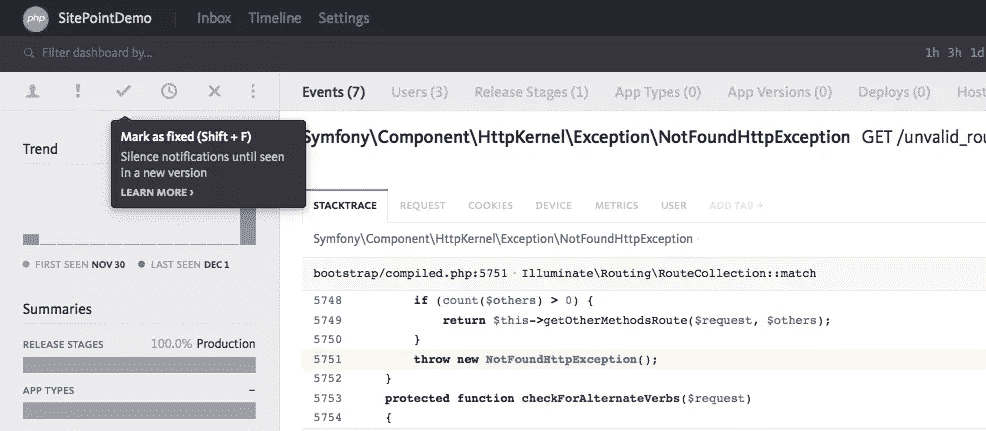 php SitePointDemo Inbox Timeline Settings
Filter dashboard by... 1h 3h 1d
Events (7) Users (3) Release Stages (1) App Types (0) App Versions (0) Deploys (0) Host
Mark as fixed (Shift + F)
Silence notifications until seen
in a new version
LEARN MORE ›
Symfony\Component\HttpKernel\Exception\NotFoundHttpException GET /unvalid_rou
Trend
STACKTRACE REQUEST COOKIES DEVICE METRICS USER ADD TAB +
Symfony\Component\HttpKernel\Exception\NotFoundHttpException
FIRST SEEN NOV 30 LAST SEEN DEC 1
bootstrap/compiled.php:5751 · Illuminate\Routing\RouteCollection::match
Summaries
RELEASE STAGES 100.0% Production
APP TYPES –
5748 if (count($others) > 0) {
5749 return $this->getOtherMethodsRoute($request, $others);
5750 }
5751 throw new NotFoundHttpException();
5752 }
5753 protected function checkForAlternateVerbs($request)
5754 {